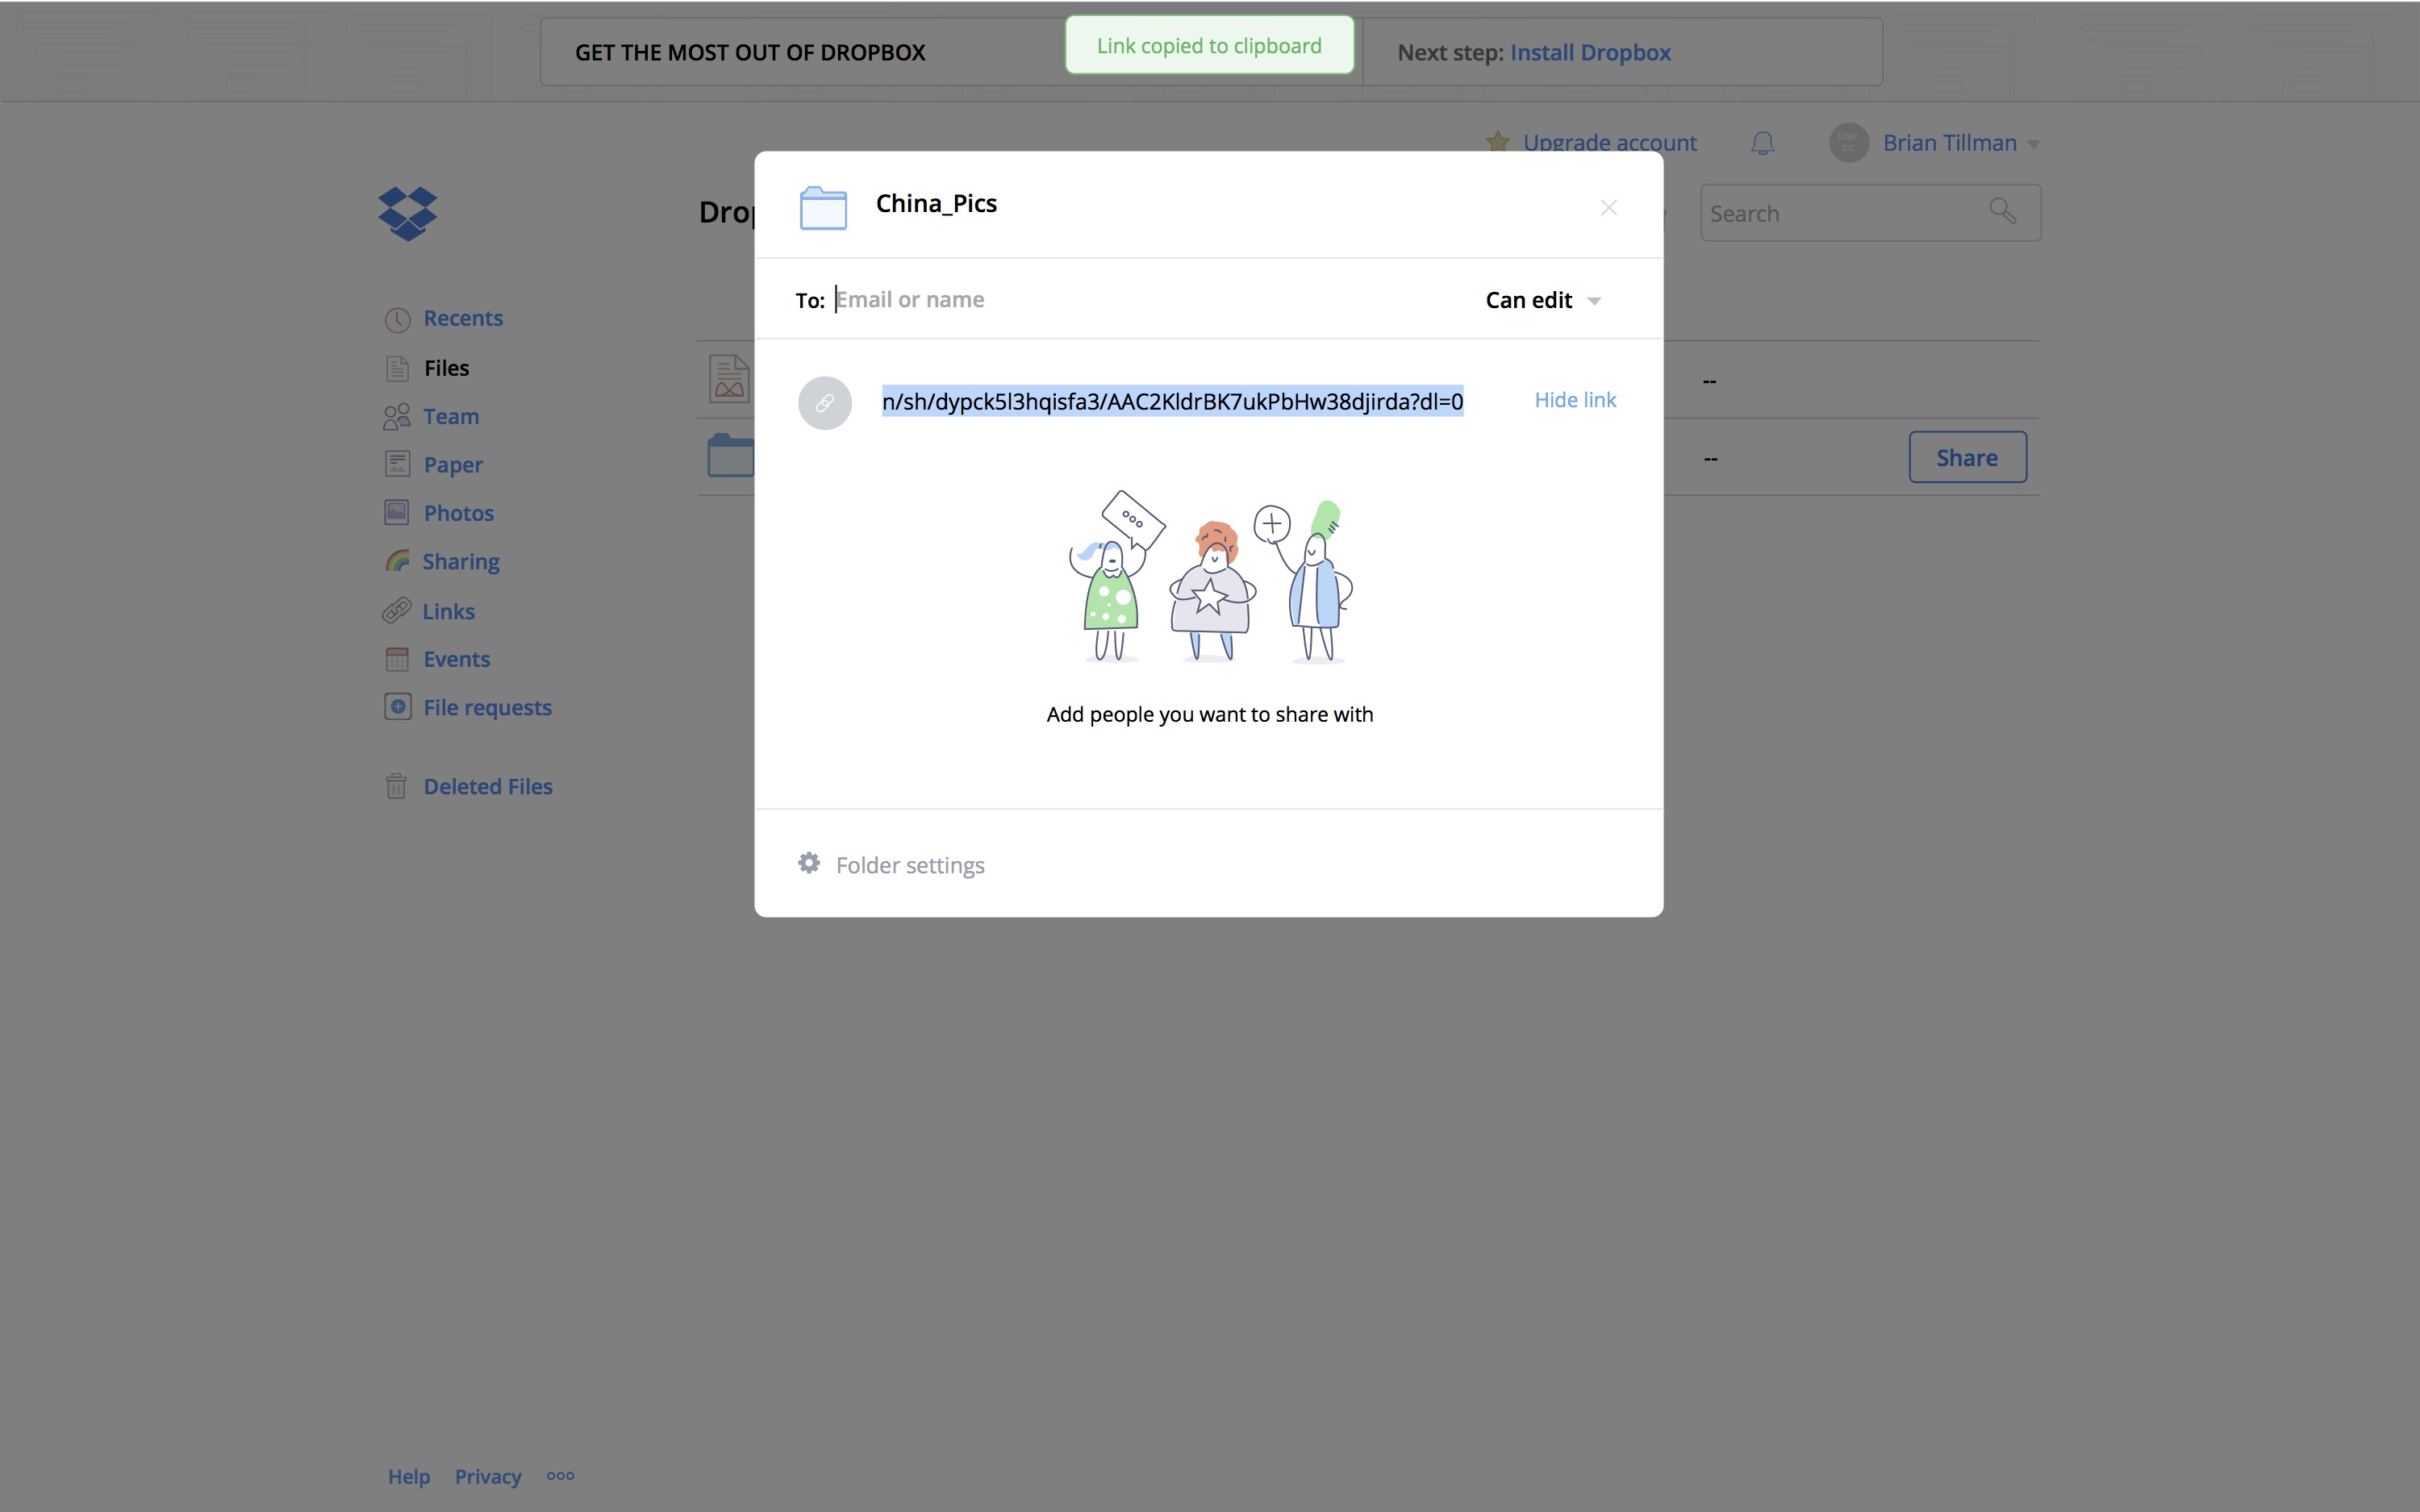 GET THE MOST OUT OF DROPBOX
Link copied to clipboard
Next step: Install Dropbox
Upgrade account
User pic
Brian Tillman
China_Pics
Search
To: Email or name
Can edit
Recents
Files
Team
Paper
Photos
Sharing
Links
Events
File requests
Deleted Files
n/sh/dypck5l3hqisfa3/AAC2KldrBK7ukPbHw38djirda?dl=0
Hide link
--
--
Share
Add people you want to share with
Folder settings
Help
Privacy